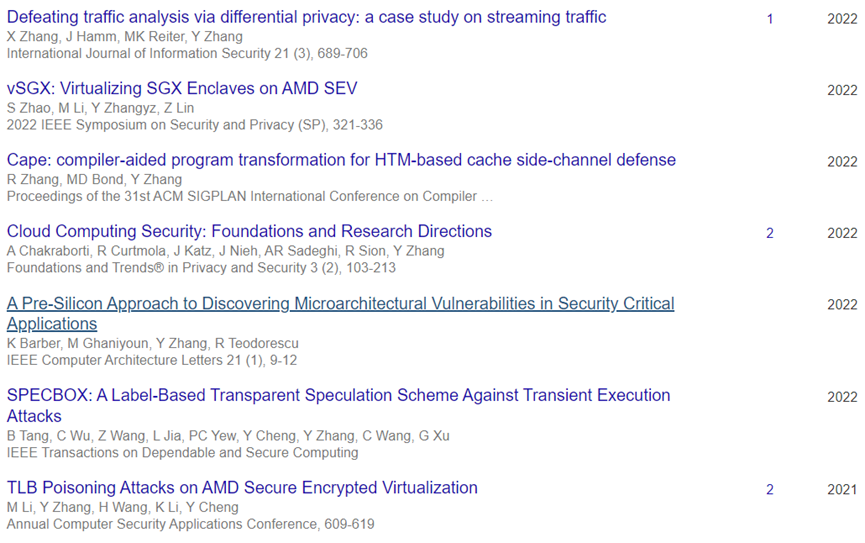 Defeating traffic analysis via differential privacy: a case study on streaming traffic 1 2022
X Zhang, J Hamm, MK Reiter, Y Zhang
International Journal of Information Security 21 (3), 689-706
vSGX: Virtualizing SGX Enclaves on AMD SEV 2022
S Zhao, M Li, Y Zhangyz, Z Lin
2022 IEEE Symposium on Security and Privacy (SP), 321-336
Cape: compiler-aided program transformation for HTM-based cache side-channel defense 2022
R Zhang, MD Bond, Y Zhang
Proceedings of the 31st ACM SIGPLAN International Conference on Compiler …
Cloud Computing Security: Foundations and Research Directions 2 2022
A Chakraborti, R Curtmola, J Katz, J Nieh, AR Sadeghi, R Sion, Y Zhang
Foundations and Trends® in Privacy and Security 3 (2), 103-213
A Pre-Silicon Approach to Discovering Microarchitectural Vulnerabilities in Security Critical 2022
Applications
K Barber, M Ghaniyoun, Y Zhang, R Teodorescu
IEEE Computer Architecture Letters 21 (1), 9-12
SPECBOX: A Label-Based Transparent Speculation Scheme Against Transient Execution 2022
Attacks
B Tang, C Wu, Z Wang, L Jia, PC Yew, Y Cheng, Y Zhang, C Wang, G Xu
IEEE Transactions on Dependable and Secure Computing
TLB Poisoning Attacks on AMD Secure Encrypted Virtualization 2 2021
M Li, Y Zhang, H Wang, K Li, Y Cheng
Annual Computer Security Applications Conference, 609-619